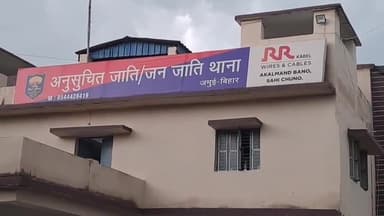 अनुसुचित जाति/जन जाति थाना
जमुई-बिहार
RR KABEL
WIRES & CABLES
AKALMAND BANO,
SAHI CHUNO.